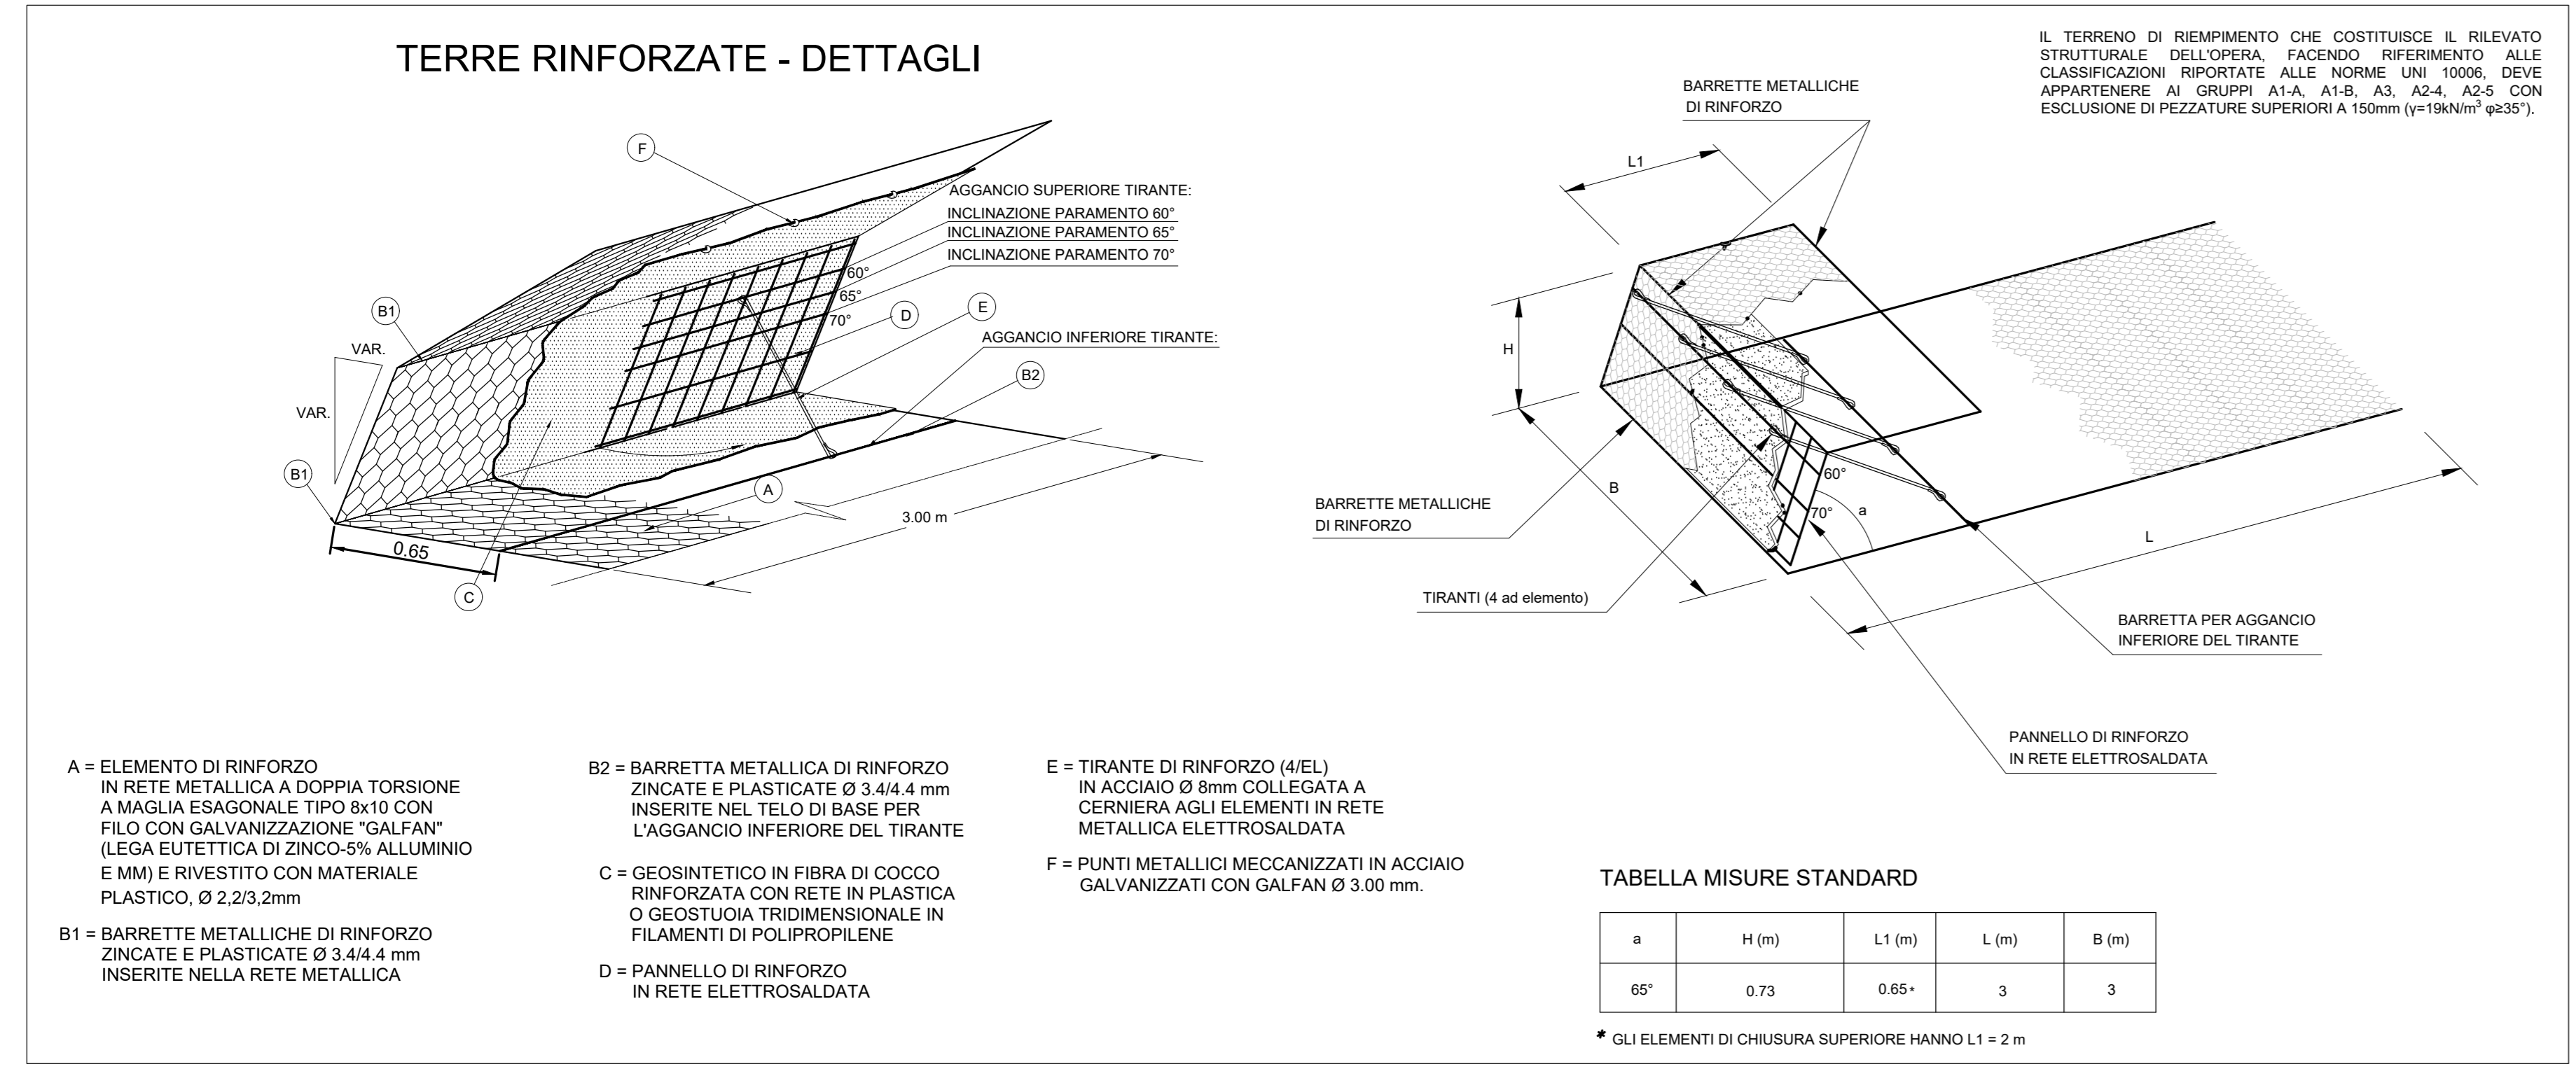 TERRE RINFORZATE - DETTAGLI
IL TERRENO DI RIEMPIMENTO CHE COSTITUISCE IL RILEVATO
STRUTTURALE DELL'OPERA, FACENDO RIFERIMENTO ALLE
CLASSIFICAZIONI RIPORTATE ALLE NORME UNI 10006, DEVE
APPARTENERE AI GRUPPI A1-A, A1-B, A3, A2-4, A2-5 CON
ESCLUSIONE DI PEZZATURE SUPERIORI A 150mm (γ=19kN/m³ φ≥35°).
F
AGGANCIO SUPERIORE TIRANTE:
INCLINAZIONE PARAMENTO 60°
INCLINAZIONE PARAMENTO 65°
INCLINAZIONE PARAMENTO 70°
60°
65°
70°
D
E
AGGANCIO INFERIORE TIRANTE:
B2
B1
VAR.
VAR.
B1
A
3.00 m
0.65
C
BARRETTE METALLICHE
DI RINFORZO
L1
H
B
BARRETTE METALLICHE
DI RINFORZO
TIRANTI (4 ad elemento)
60°
70°
a
L
BARRETTA PER AGGANCIO
INFERIORE DEL TIRANTE
PANNELLO DI RINFORZO
IN RETE ELETTROSALDATA
A = ELEMENTO DI RINFORZO
IN RETE METALLICA A DOPPIA TORSIONE
A MAGLIA ESAGONALE TIPO 8x10 CON
FILO CON GALVANIZZAZIONE "GALFAN"
(LEGA EUTETTICA DI ZINCO-5% ALLUMINIO
E MM) E RIVESTITO CON MATERIALE
PLASTICO, Ø 2,2/3,2mm
B1 = BARRETTE METALLICHE DI RINFORZO
ZINCATE E PLASTICATE Ø 3.4/4.4 mm
INSERITE NELLA RETE METALLICA
B2 = BARRETTA METALLICA DI RINFORZO
ZINCATE E PLASTICATE Ø 3.4/4.4 mm
INSERITE NEL TELO DI BASE PER
L'AGGANCIO INFERIORE DEL TIRANTE
C = GEOSINTETICO IN FIBRA DI COCCO
RINFORZATA CON RETE IN PLASTICA
O GEOSTUOIA TRIDIMENSIONALE IN
FILAMENTI DI POLIPROPILENE
D = PANNELLO DI RINFORZO
IN RETE ELETTROSALDATA
E = TIRANTE DI RINFORZO (4/EL)
IN ACCIAIO Ø 8mm COLLEGATA A
CERNIERA AGLI ELEMENTI IN RETE
METALLICA ELETTROSALDATA
F = PUNTI METALLICI MECCANIZZATI IN ACCIAIO
GALVANIZZATI CON GALFAN Ø 3.00 mm.
TABELLA MISURE STANDARD
a H (m) L1 (m) L (m) B (m)
65° 0.73 0.65* 3 3
* GLI ELEMENTI DI CHIUSURA SUPERIORE HANNO L1 = 2 m